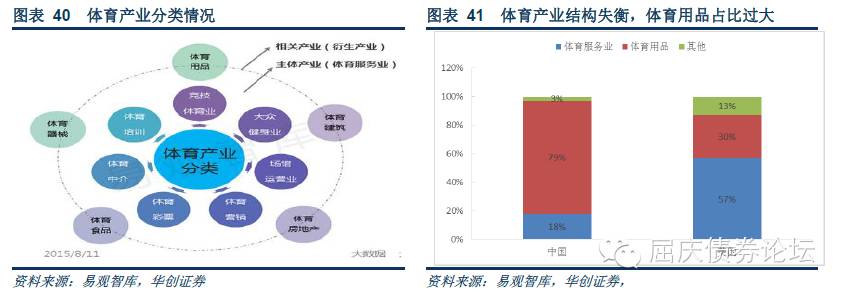 图表 40 体育产业分类情况
相关产业（衍生产业）
主体产业（体育服务业）
体育
用品
竞技
体育业
大众
健身业
体育
建筑
体育
器械
体育
培训
体育产业
分类
体育
中介
场馆
运营业
体育
彩票
体育
营销
体育
食品
体育
房地产
2015/8/11
大数据
资料来源：易观智库，华创证券
图表 41 体育产业结构失衡，体育用品占比过大
体育服务业 体育用品 其他
120%
100%
80%
60%
40%
20%
0%
3%
79%
18%
13%
30%
57%
中国
美国
屈庆债券论坛
资料来源：易观智库，华创证券，